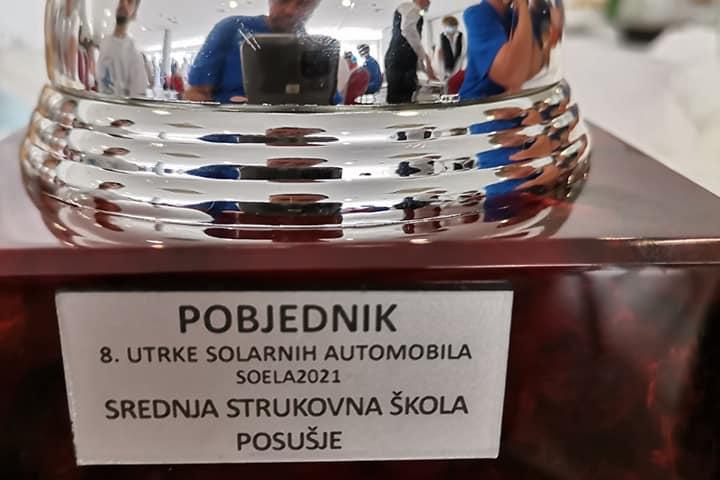 POBJEDNIK
8. UTRKE SOLARNIH AUTOMOBILA
SOELA2021
SREDNJA STRUKOVNA ŠKOLA
POSUŠJE